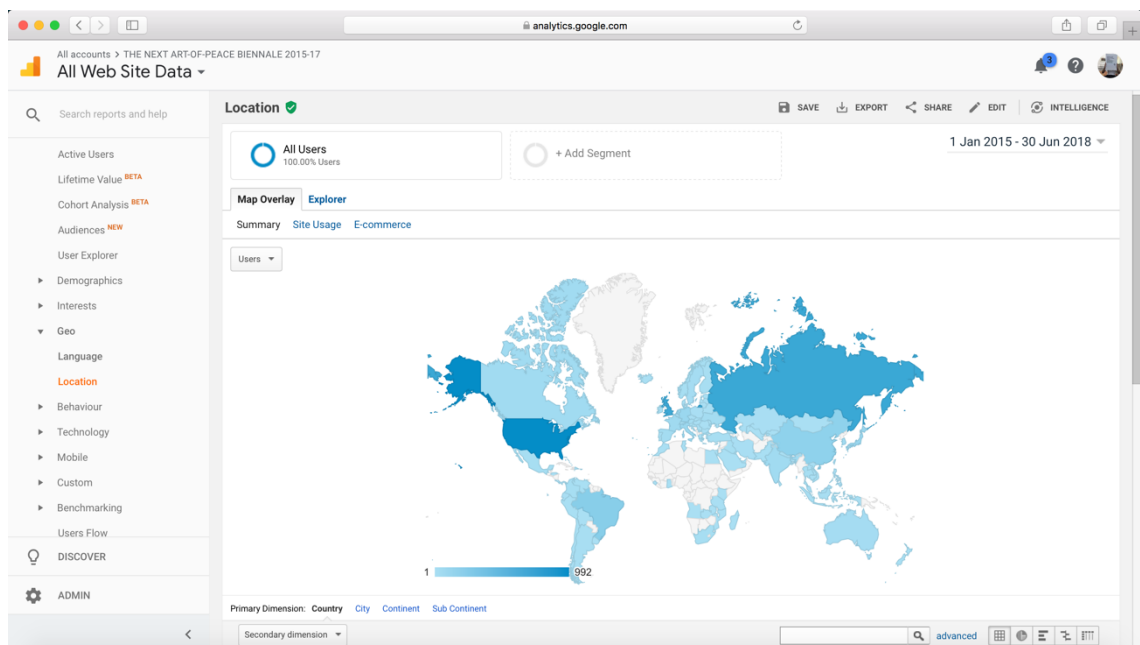 analytics.google.com
All accounts > THE NEXT ART-OF-PEACE BIENNALE 2015-17
All Web Site Data
3
Search reports and help
Location
SAVE
EXPORT
SHARE
EDIT
INTELLIGENCE
Active Users
Lifetime Value BETA
Cohort Analysis BETA
Audiences NEW
User Explorer
Demographics
Interests
Geo
Language
Location
Behaviour
Technology
Mobile
Custom
Benchmarking
Users Flow
DISCOVER
ADMIN
All Users
100.00% Users
+ Add Segment
1 Jan 2015 - 30 Jun 2018
Map Overlay Explorer
Summary Site Usage E-commerce
Users
1 992
Primary Dimension: Country City Continent Sub Continent
Secondary dimension
advanced